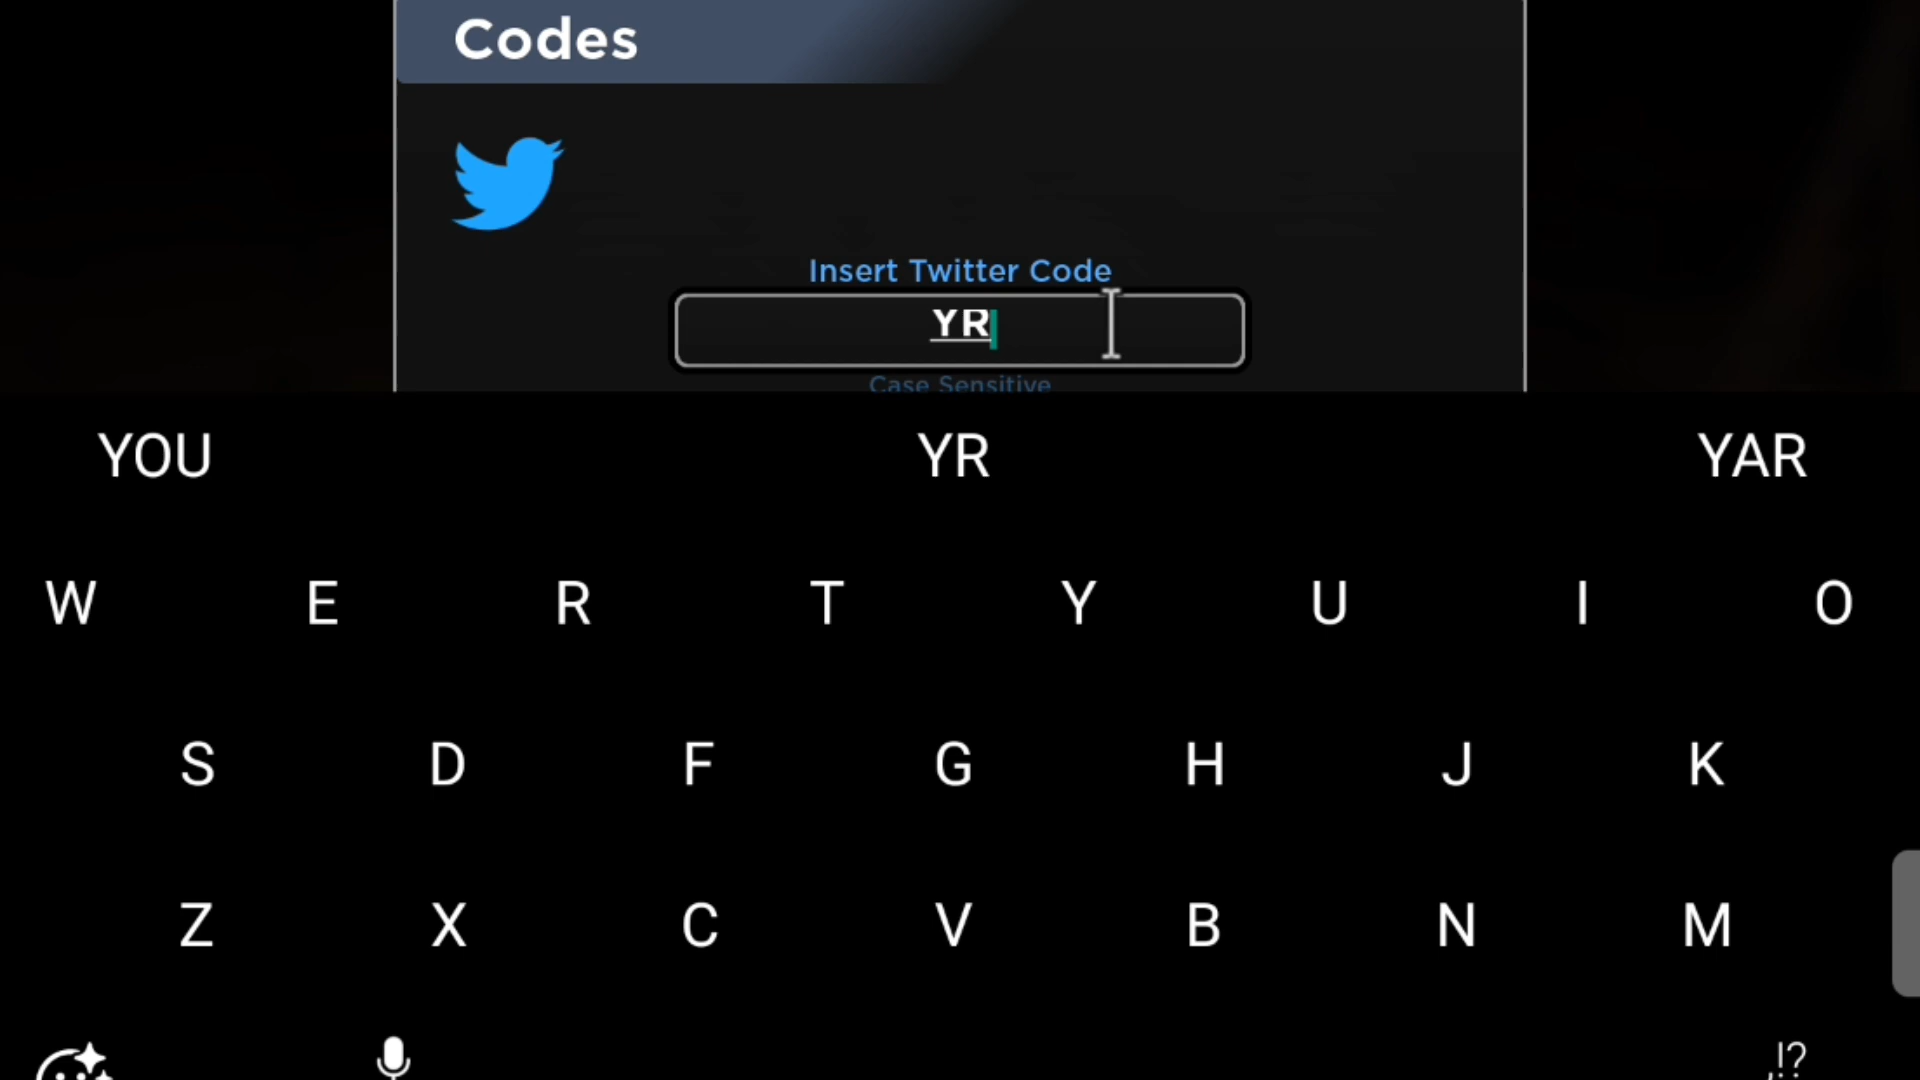 Codes
Insert Twitter Code
YR
Case Sensitive
YOU YR YAR
W E R T Y U I O
S D F G H J K
Z X C V B N M
,!?